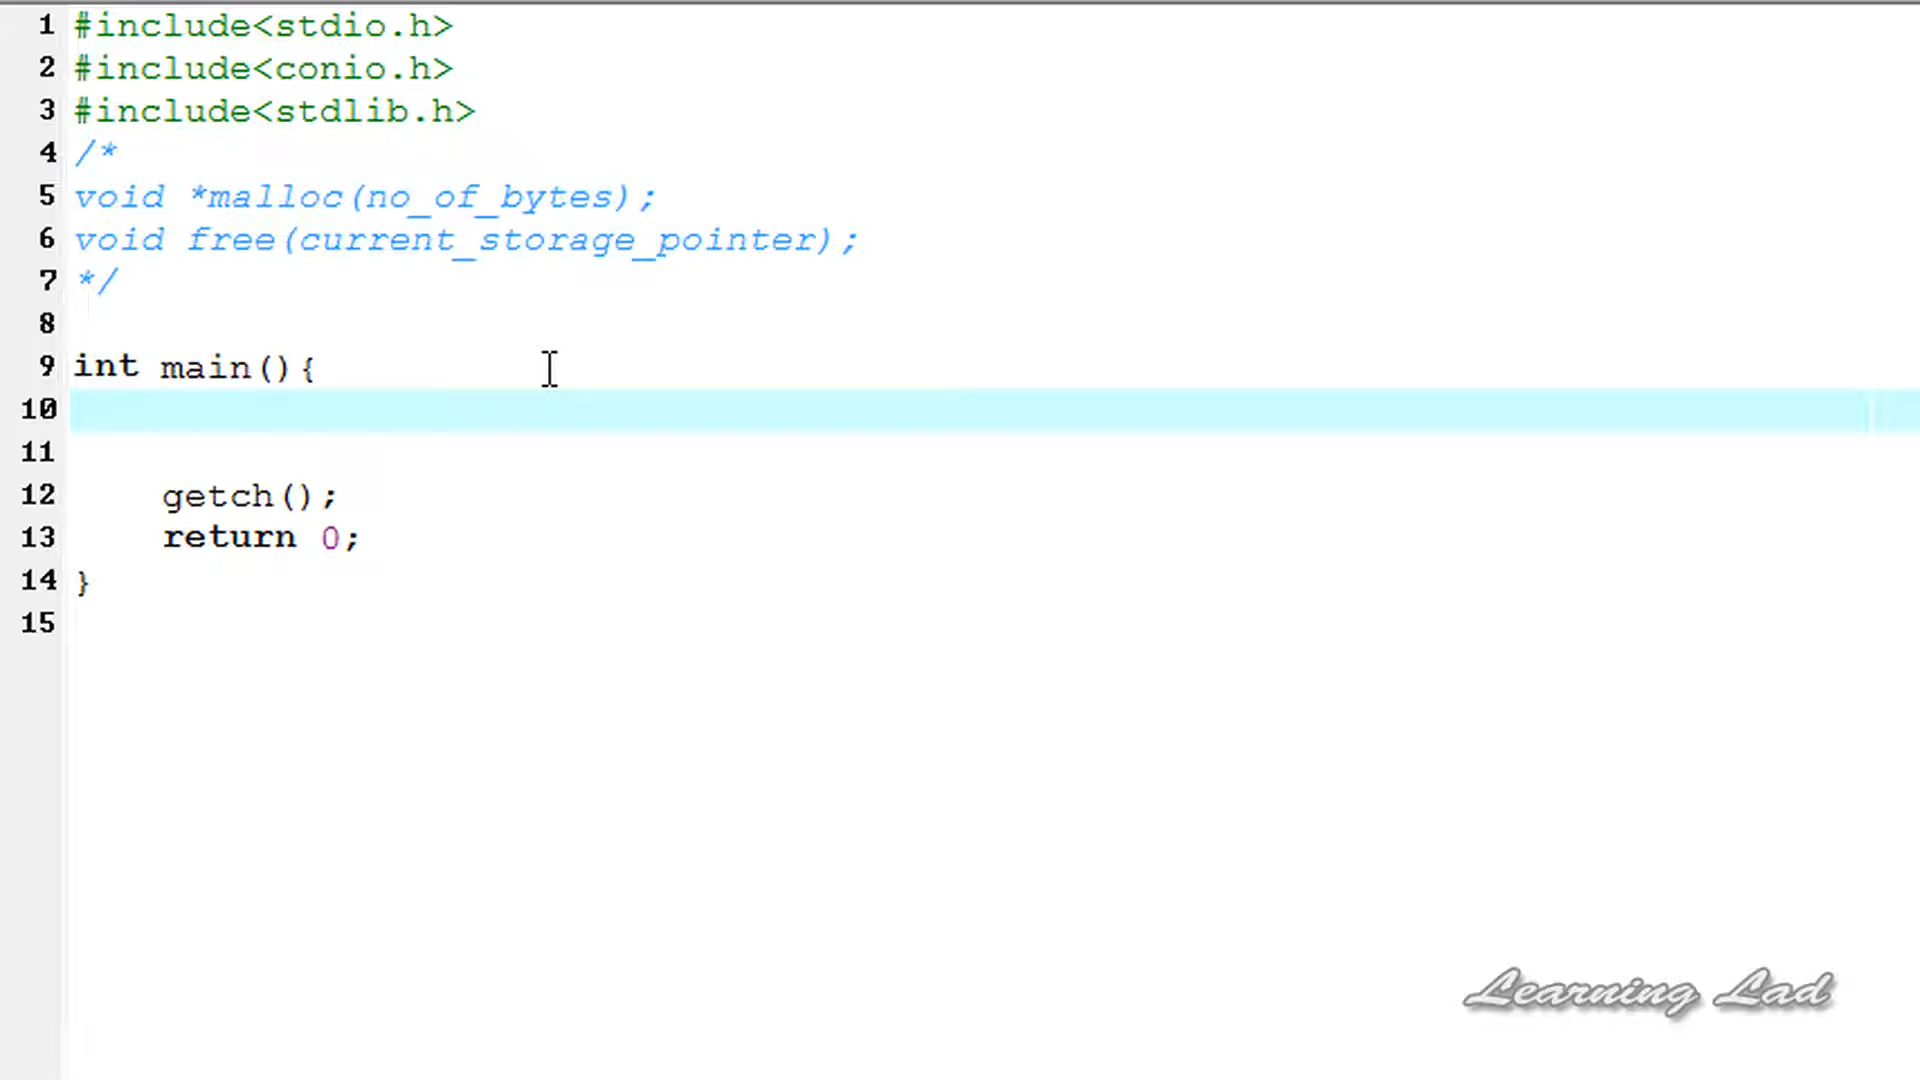 1 #include<stdio.h>
2 #include<conio.h>
3 #include<stdlib.h>
4 /*
5 void *malloc(no_of_bytes);
6 void free(current_storage_pointer);
7 */
8
9 int main(){
10
11
12 getch();
13 return 0;
14 }
15
Learning Lad